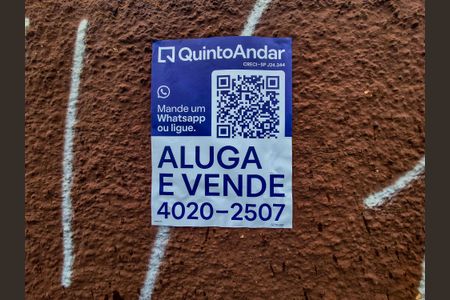 QuintoAndar
CRECI-SP J24.344
Mande um
Whatsapp
ou ligue.
ALUGA
E VENDE
4020-2507